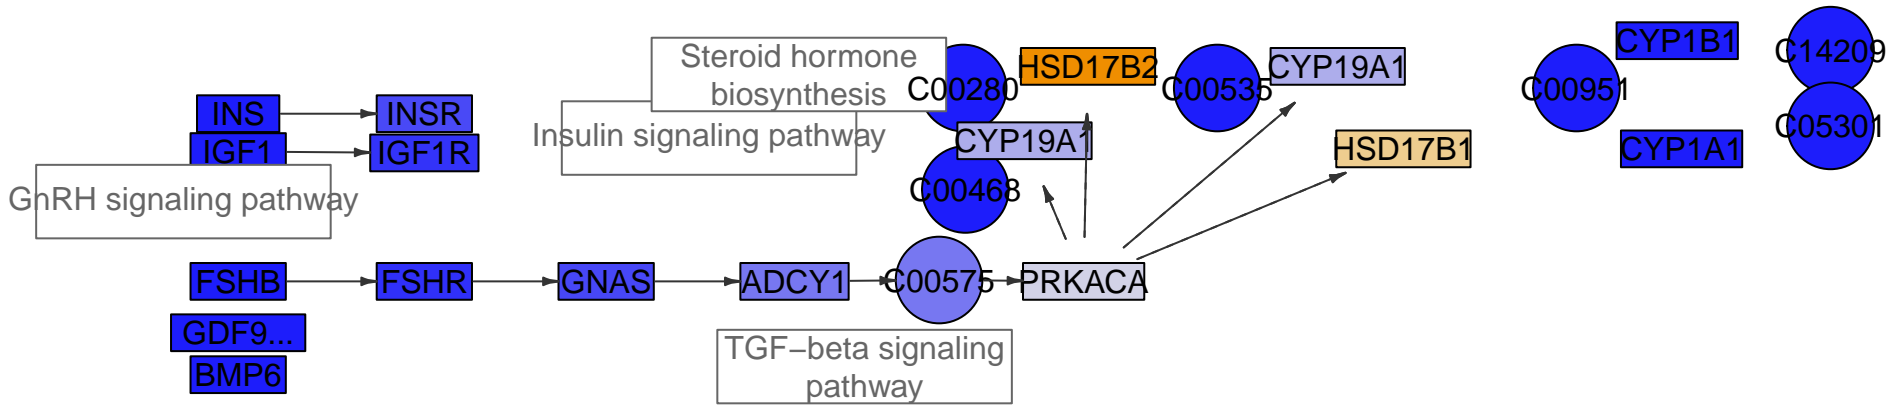 Steroid hormone
biosynthesis
C00280
HSD17B2
C00535
CYP19A1
C00951
CYP1B1
C14209
INS
INSR
Insulin signaling pathway
CYP19A1
HSD17B1
CYP1A1
C05301
IGF1
IGF1R
GnRH signaling pathway
C00468
FSHB
FSHR
GNAS
ADCY1
C00575
PRKACA
GDF9...
TGF−beta signaling
pathway
BMP6